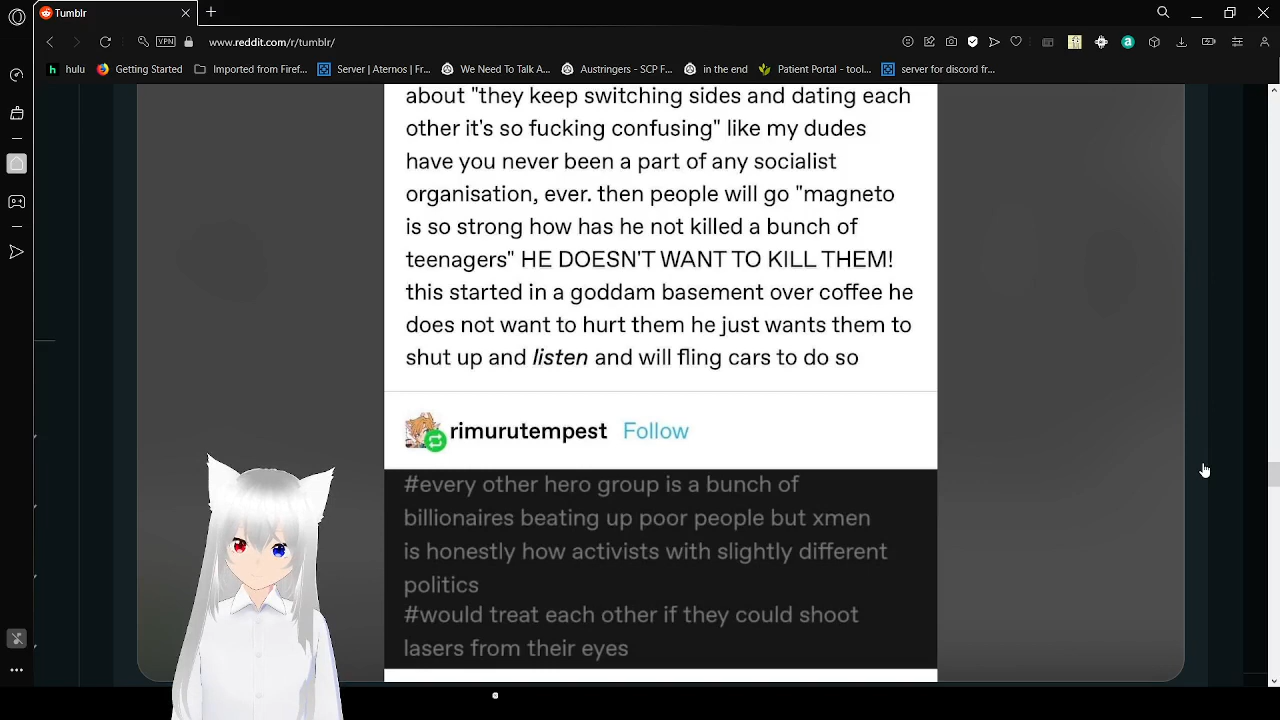 Tumblr
VPN
www.reddit.com/r/tumblr/
hulu
Getting Started
Imported from Firef...
Server | Aternos | Fr...
We Need To Talk A...
Austringers - SCP F...
in the end
Patient Portal - tool...
server for discord fr...
about "they keep switching sides and dating each
other it's so fucking confusing" like my dudes
have you never been a part of any socialist
organisation, ever. then people will go "magneto
is so strong how has he not killed a bunch of
teenagers" HE DOESN'T WANT TO KILL THEM!
this started in a goddam basement over coffee he
does not want to hurt them he just wants them to
shut up and listen and will fling cars to do so
rimurutempest Follow
#every other hero group is a bunch of
billionaires beating up poor people but xmen
is honestly how activists with slightly different
politics
#would treat each other if they could shoot
lasers from their eyes